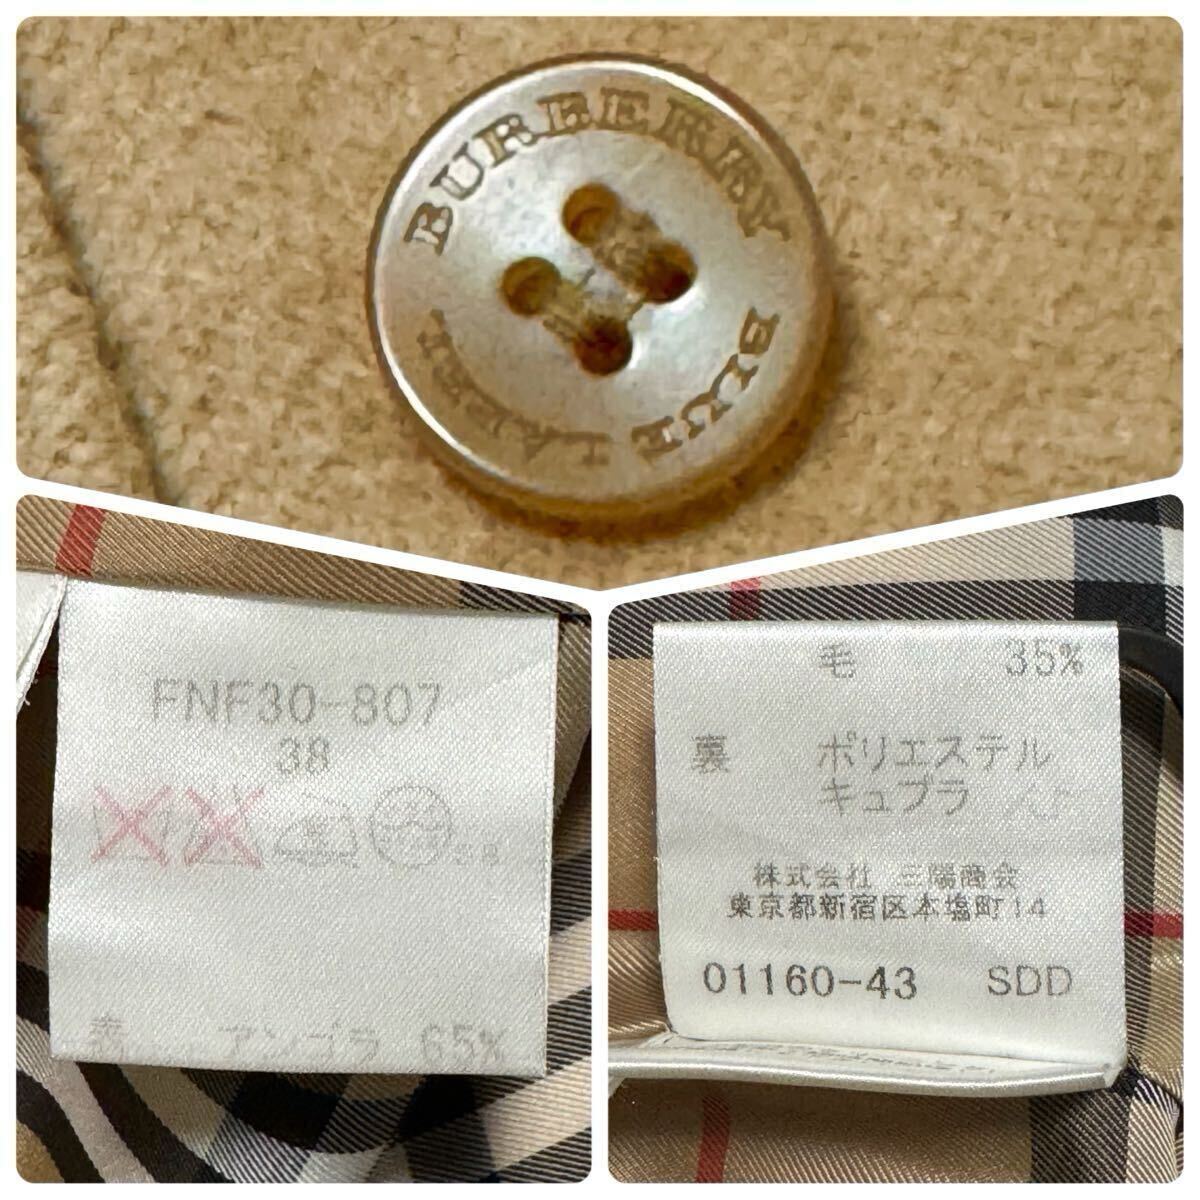 BURBERRY
BLUE LABEL
FNF30-807
38
表 アンゴラ 65%
毛 35%
裏 ポリエステル
キュプラ
株式会社 三陽商会
東京都新宿区本塩町14
01160-43 SDD